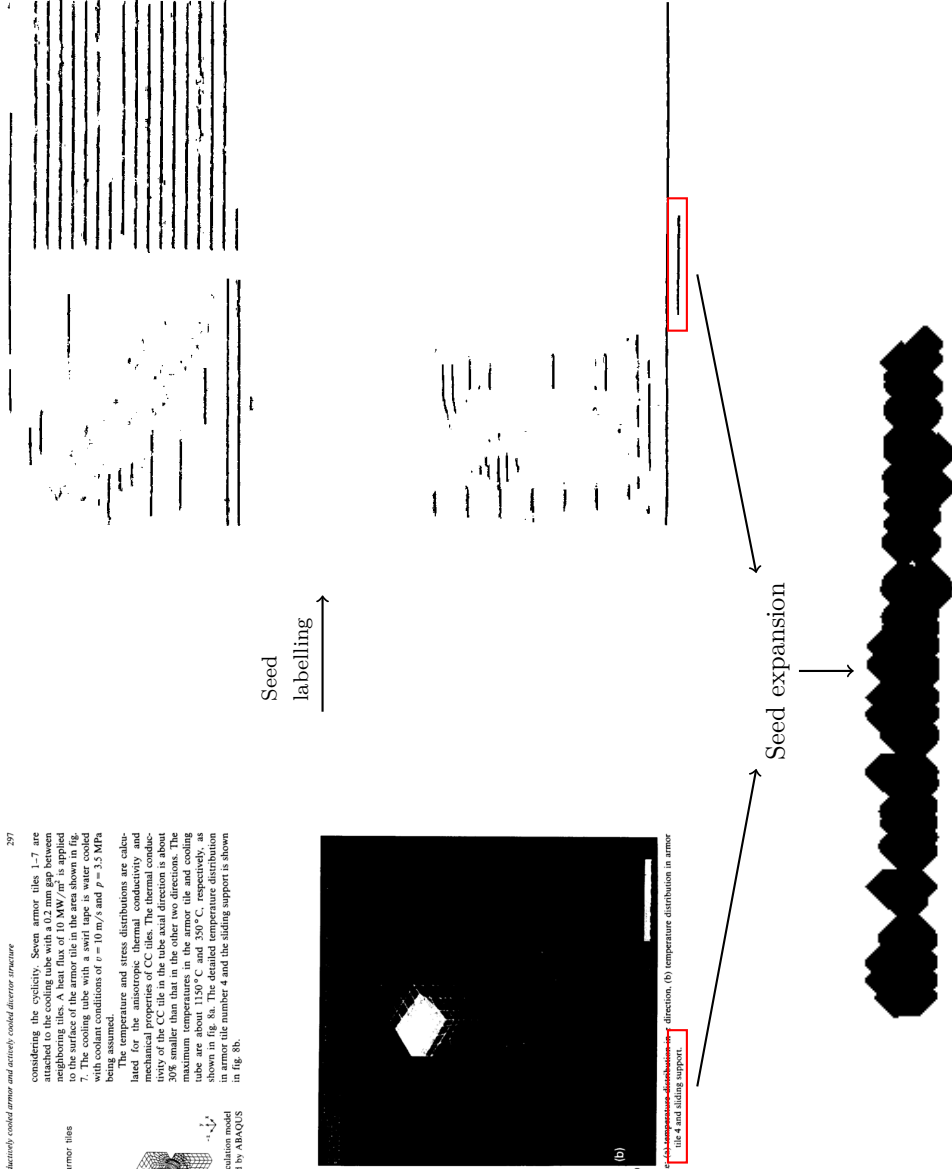 ductively cooled armor and actively cooled divertor structure 297
armor tiles
culation model
d by ABAQUS
considering the cyclicity. Seven armor tiles 1–7 are
attached to the cooling tube with a 0.2 mm gap between
neighboring tiles. A heat flux of 10 MW/m² is applied
to the surface of the armor tile in the area shown in fig.
7. The cooling tube with a swirl tape is water cooled
with coolant conditions of v = 10 m/s and p = 3.5 MPa
being assumed.
The temperature and stress distributions are calcu-
lated for the anisotropic thermal conductivity and
mechanical properties of CC tiles. The thermal conduc-
tivity of the CC tile in the tube axial direction is about
30% smaller than that in the other two directions. The
maximum temperatures in the armor tile and cooling
tube are about 1150°C and 350°C, respectively, as
shown in fig. 8a. The detailed temperature distribution
in armor tile number 4 and the sliding support is shown
in fig. 8b.
(b)
(a) temperature distribution in direction, (b) temperature distribution in armor
tile 4 and sliding support.
Seed
labelling
Seed expansion